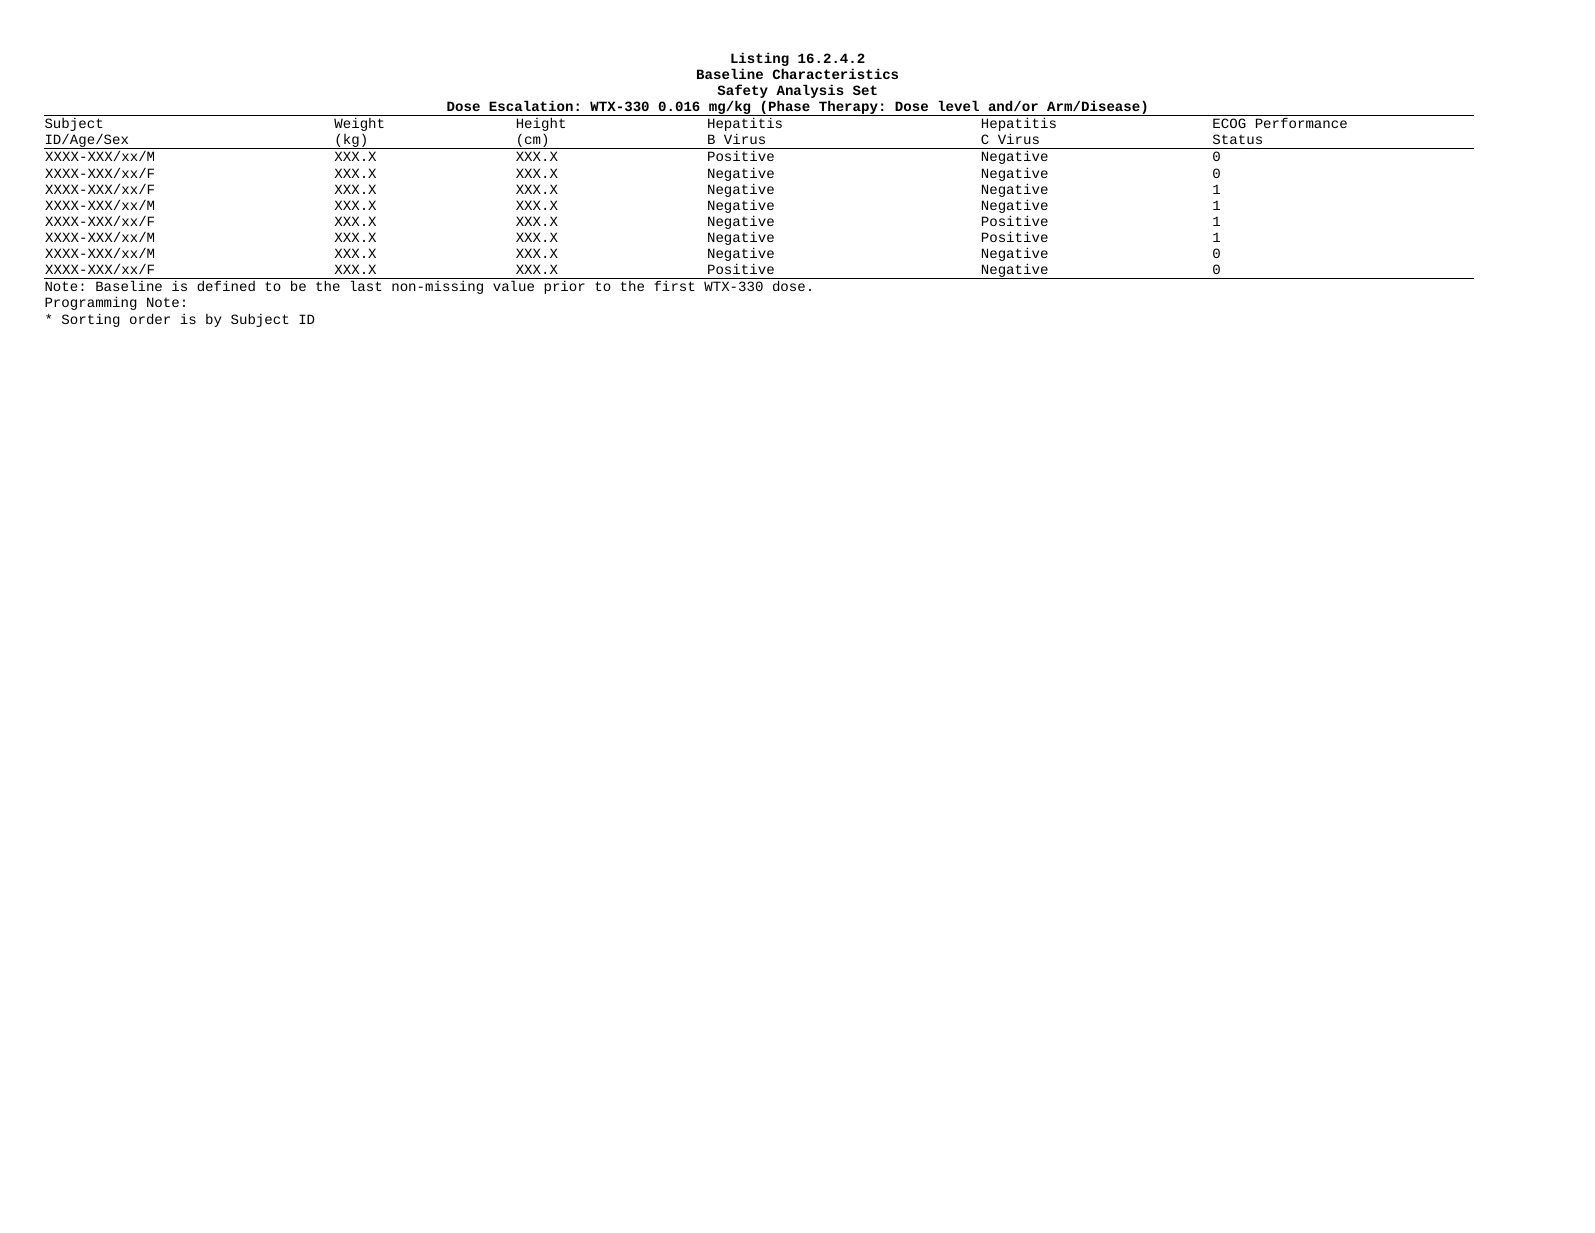 Listing 16.2.4.2
Baseline Characteristics
Safety Analysis Set
Dose Escalation: WTX-330 0.016 mg/kg (Phase Therapy: Dose level and/or Arm/Disease)
Subject Weight Height Hepatitis Hepatitis ECOG Performance
ID/Age/Sex (kg) (cm) B Virus C Virus Status
XXXX-XXX/xx/M XXX.X XXX.X Positive Negative 0
XXXX-XXX/xx/F XXX.X XXX.X Negative Negative 0
XXXX-XXX/xx/F XXX.X XXX.X Negative Negative 1
XXXX-XXX/xx/M XXX.X XXX.X Negative Negative 1
XXXX-XXX/xx/F XXX.X XXX.X Negative Positive 1
XXXX-XXX/xx/M XXX.X XXX.X Negative Positive 1
XXXX-XXX/xx/M XXX.X XXX.X Negative Negative 0
XXXX-XXX/xx/F XXX.X XXX.X Positive Negative 0
Note: Baseline is defined to be the last non-missing value prior to the first WTX-330 dose.
Programming Note:
* Sorting order is by Subject ID